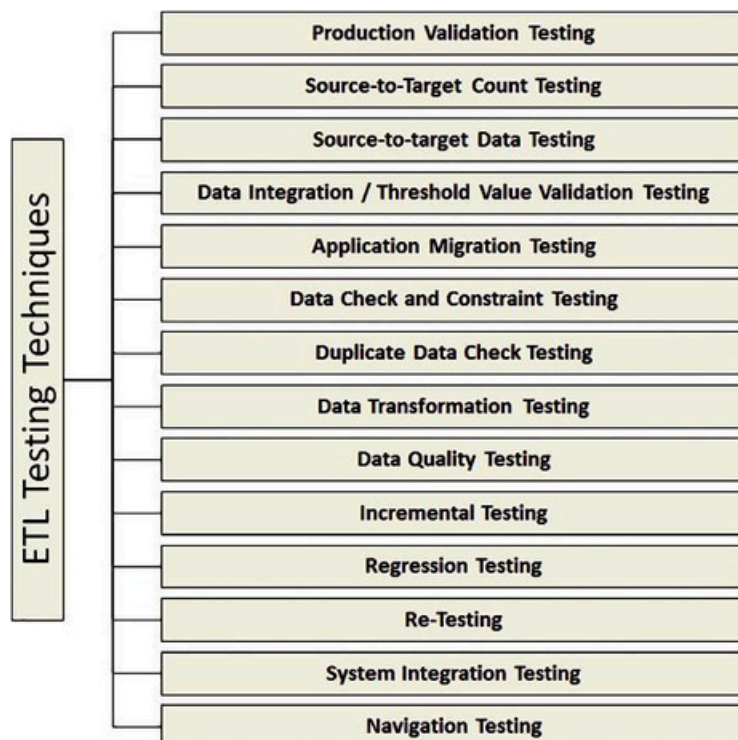 ETL Testing Techniques
Production Validation Testing
Source-to-Target Count Testing
Source-to-target Data Testing
Data Integration / Threshold Value Validation Testing
Application Migration Testing
Data Check and Constraint Testing
Duplicate Data Check Testing
Data Transformation Testing
Data Quality Testing
Incremental Testing
Regression Testing
Re-Testing
System Integration Testing
Navigation Testing